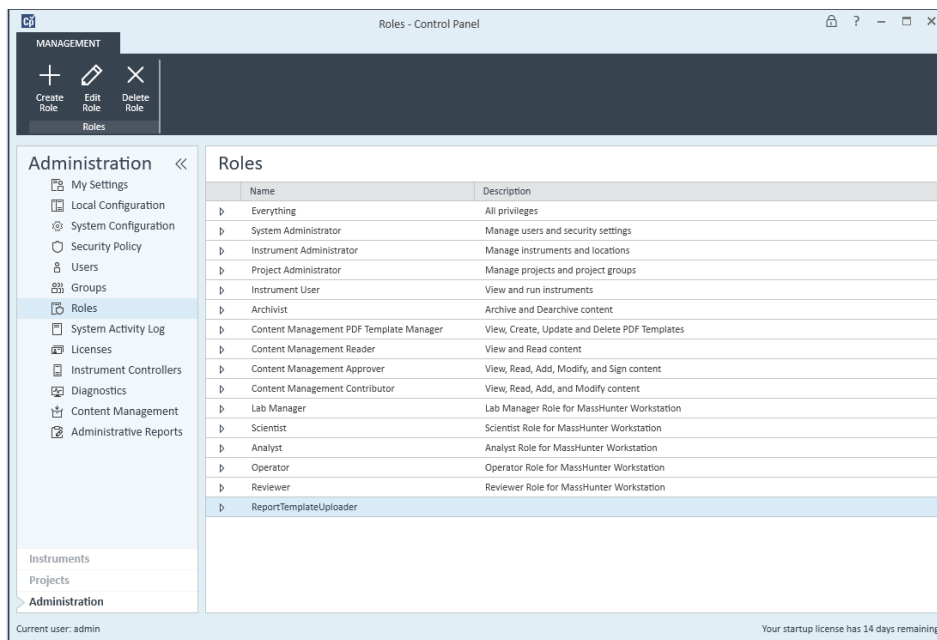 Cp
Roles - Control Panel
?
MANAGEMENT
Create Role
Edit Role
Delete Role
Roles
Administration
My Settings
Local Configuration
System Configuration
Security Policy
Users
Groups
Roles
System Activity Log
Licenses
Instrument Controllers
Diagnostics
Content Management
Administrative Reports
Instruments
Projects
Administration
Roles
Name Description
Everything All privileges
System Administrator Manage users and security settings
Instrument Administrator Manage instruments and locations
Project Administrator Manage projects and project groups
Instrument User View and run instruments
Archivist Archive and Dearchive content
Content Management PDF Template Manager View, Create, Update and Delete PDF Templates
Content Management Reader View and Read content
Content Management Approver View, Read, Add, Modify, and Sign content
Content Management Contributor View, Read, Add, and Modify content
Lab Manager Lab Manager Role for MassHunter Workstation
Scientist Scientist Role for MassHunter Workstation
Analyst Analyst Role for MassHunter Workstation
Operator Operator Role for MassHunter Workstation
Reviewer Reviewer Role for MassHunter Workstation
ReportTemplateUploader
Current user: admin
Your startup license has 14 days remaining